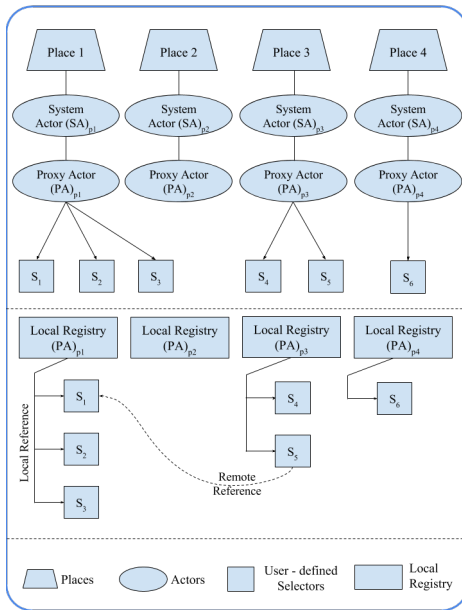 Place 1 Place 2 Place 3 Place 4
System Actor (SA)p1 System Actor (SA)p2 System Actor (SA)p3 System Actor (SA)p4
Proxy Actor (PA)p1 Proxy Actor (PA)p2 Proxy Actor (PA)p3 Proxy Actor (PA)p4
S1 S2 S3 S4 S5 S6
Local Registry (PA)p1 Local Registry (PA)p2 Local Registry (PA)p3 Local Registry (PA)p4
Local Reference
S1 S4 S6
S2 S5
Remote Reference
S3
Places Actors User - defined Selectors Local Registry